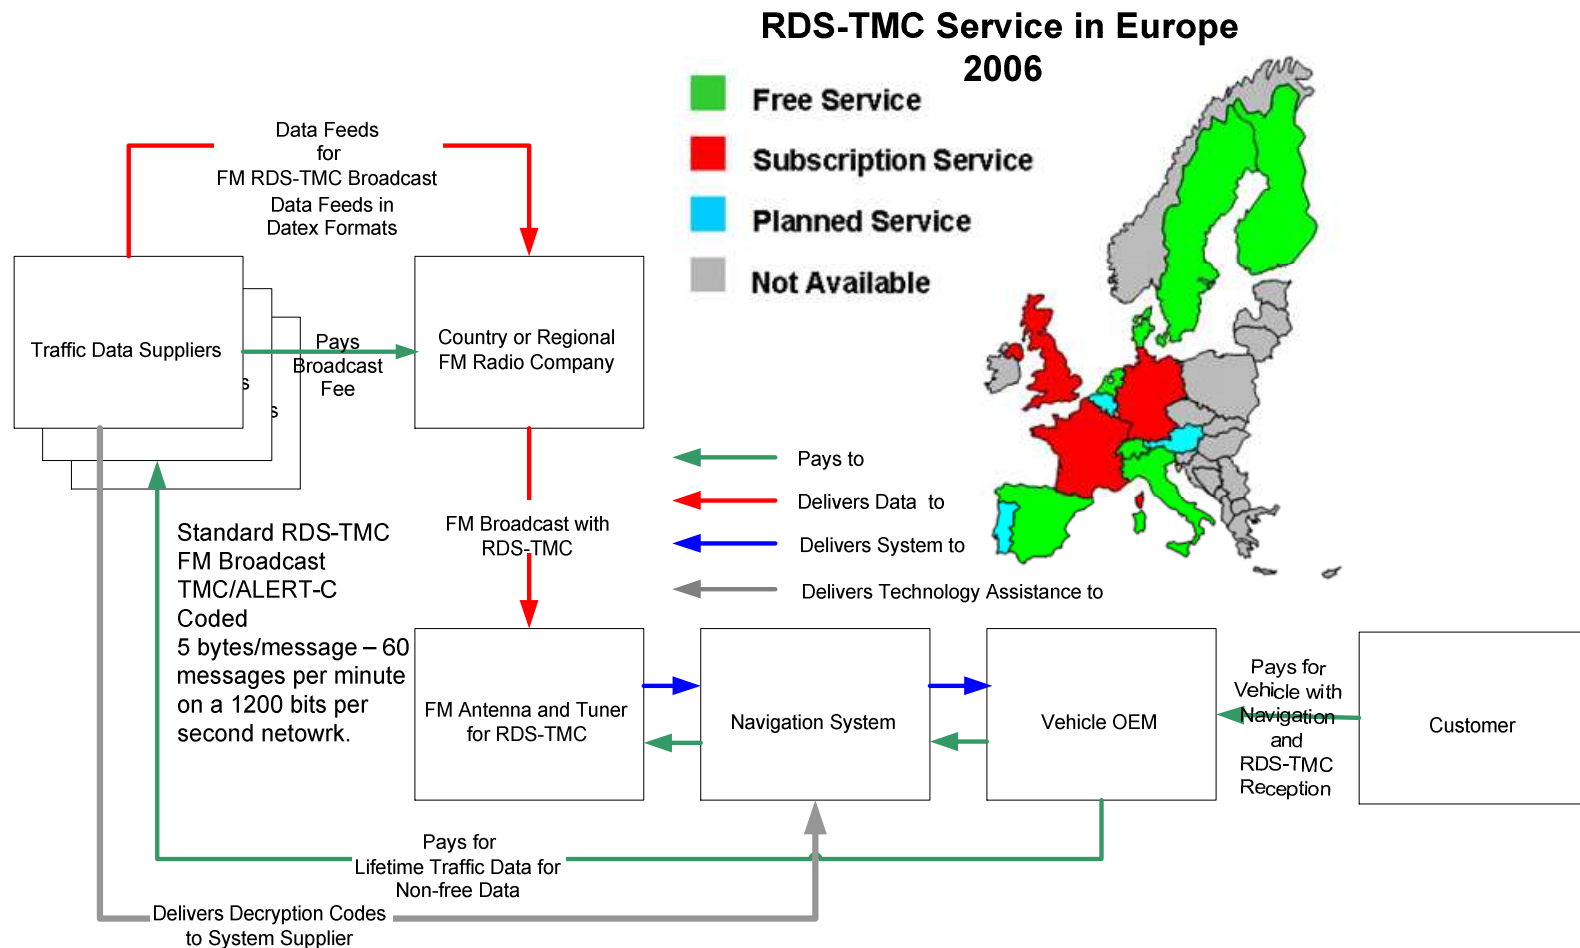 RDS-TMC Service in Europe
2006
Free Service
Subscription Service
Planned Service
Not Available
Data Feeds
for
FM RDS-TMC Broadcast
Data Feeds in
Datex Formats
Traffic Data Suppliers
s
s
Pays
Broadcast
Fee
Country or Regional
FM Radio Company
Pays to
Delivers Data to
Delivers System to
Delivers Technology Assistance to
FM Broadcast with
RDS-TMC
Standard RDS-TMC
FM Broadcast
TMC/ALERT-C
Coded
5 bytes/message – 60
messages per minute
on a 1200 bits per
second netowrk.
FM Antenna and Tuner
for RDS-TMC
Navigation System
Vehicle OEM
Pays for
Vehicle with
Navigation
and
RDS-TMC
Reception
Customer
Pays for
Lifetime Traffic Data for
Non-free Data
Delivers Decryption Codes
to System Supplier